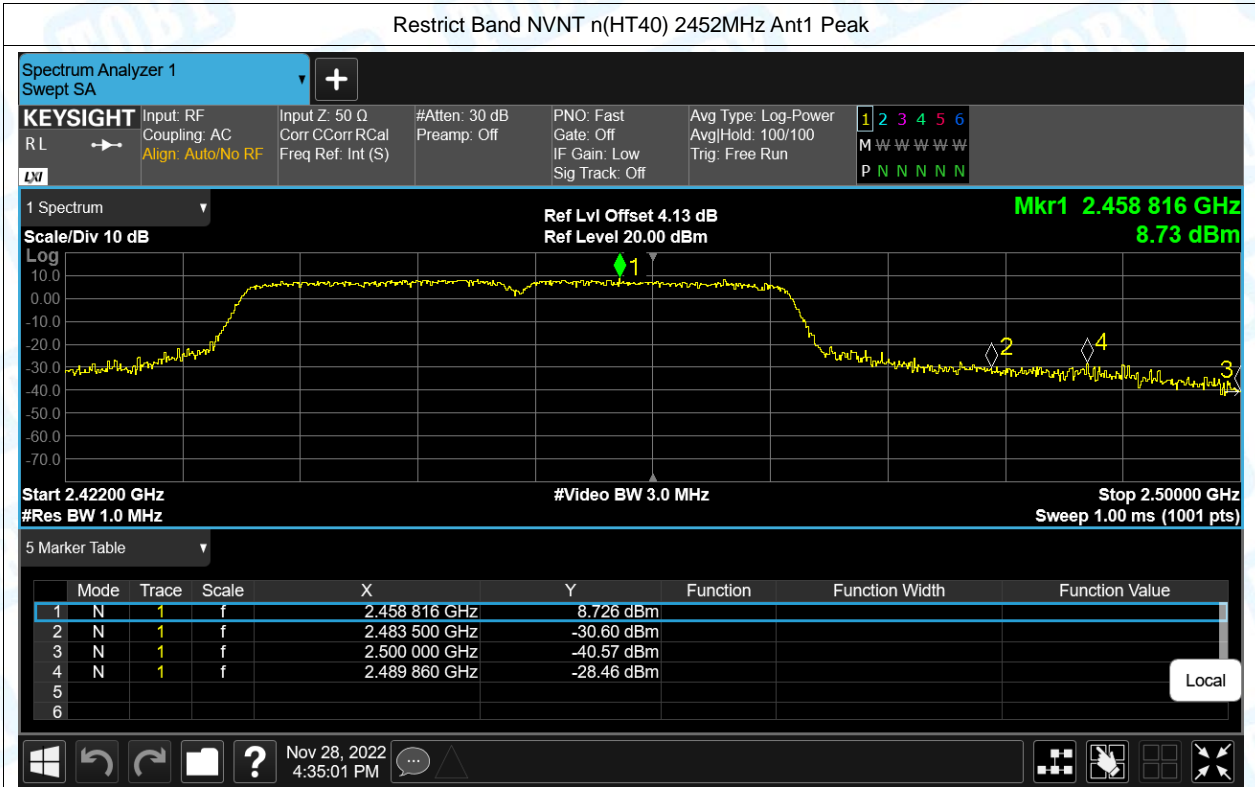 Restrict Band NVNT n(HT40) 2452MHz Ant1 Peak
Spectrum Analyzer 1
Swept SA
KEYSIGHT
R L
LXI
Input: RF
Coupling: AC
Align: Auto/No RF
Input Z: 50 Ω
Corr CCorr RCal
Freq Ref: Int (S)
#Atten: 30 dB
Preamp: Off
PNO: Fast
Gate: Off
IF Gain: Low
Sig Track: Off
Avg Type: Log-Power
Avg|Hold: 100/100
Trig: Free Run
1 2 3 4 5 6
M W W W W W
P N N N N N
1 Spectrum
Scale/Div 10 dB
Ref Lvl Offset 4.13 dB
Ref Level 20.00 dBm
Mkr1 2.458 816 GHz
8.73 dBm
Log
10.0
0.00
-10.0
-20.0
-30.0
-40.0
-50.0
-60.0
-70.0
1
2
4
3
Start 2.42200 GHz
#Video BW 3.0 MHz
Stop 2.50000 GHz
#Res BW 1.0 MHz
Sweep 1.00 ms (1001 pts)
5 Marker Table
Mode Trace Scale X Y Function Function Width Function Value
1 N 1 f 2.458 816 GHz 8.726 dBm
2 N 1 f 2.483 500 GHz -30.60 dBm
3 N 1 f 2.500 000 GHz -40.57 dBm
4 N 1 f 2.489 860 GHz -28.46 dBm
5
6
Local
?
Nov 28, 2022
4:35:01 PM